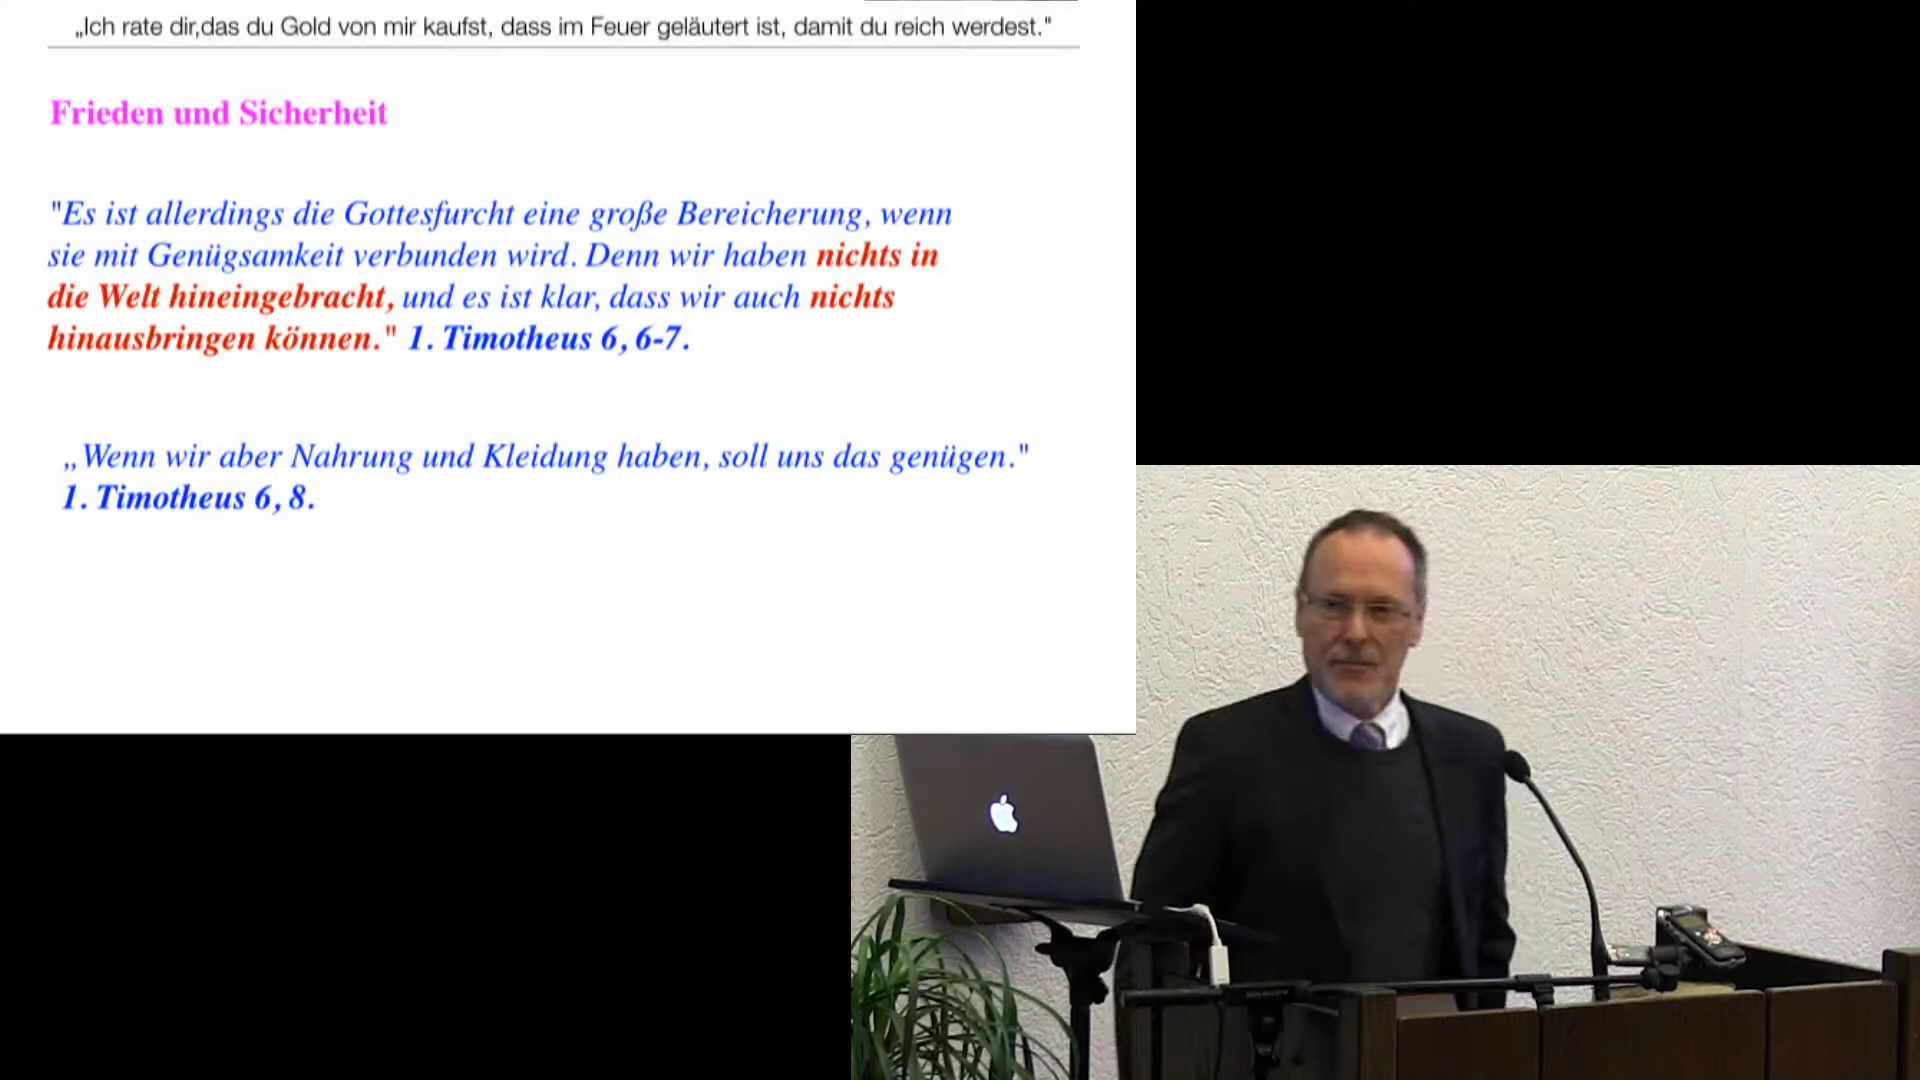 „Ich rate dir,das du Gold von mir kaufst, dass im Feuer geläutert ist, damit du reich werdest."
Frieden und Sicherheit
"Es ist allerdings die Gottesfurcht eine große Bereicherung, wenn
sie mit Genügsamkeit verbunden wird. Denn wir haben nichts in
die Welt hineingebracht, und es ist klar, dass wir auch nichts
hinausbringen können." 1. Timotheus 6, 6-7.
„Wenn wir aber Nahrung und Kleidung haben, soll uns das genügen."
1. Timotheus 6, 8.